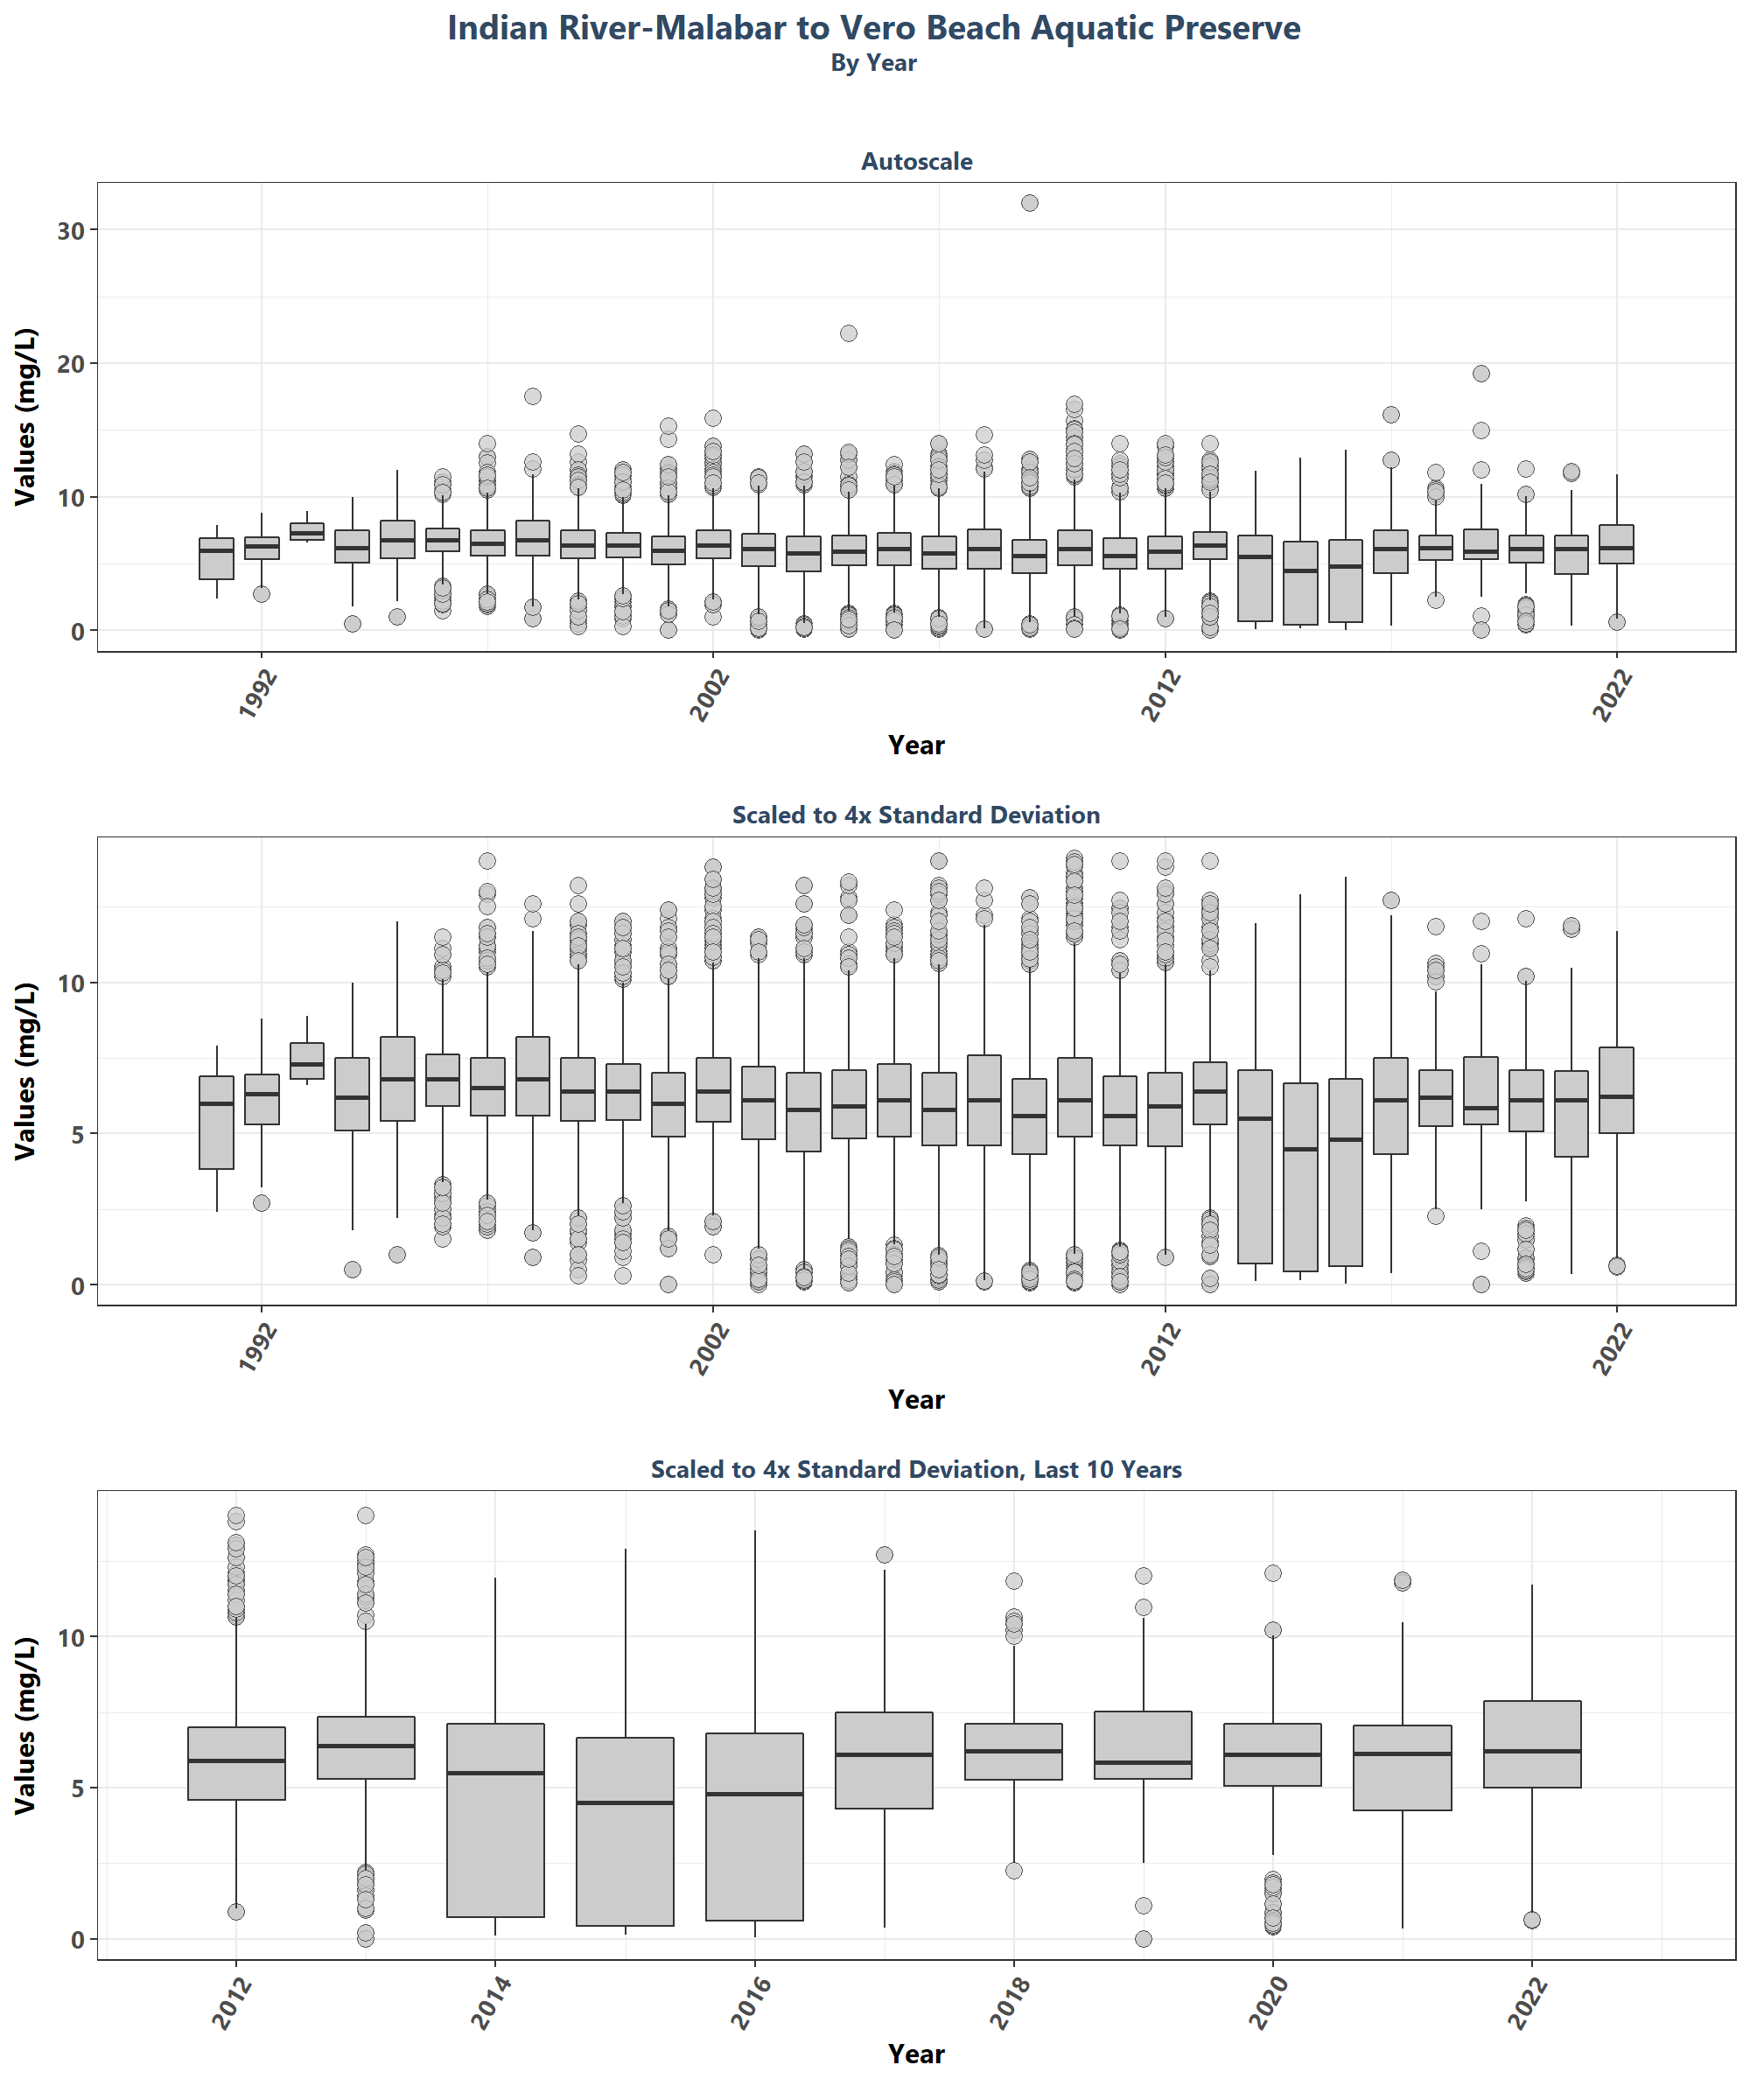 Indian River-Malabar to Vero Beach Aquatic Preserve
By Year
Autoscale
Values (mg/L)
30
20
10
0
1992
2002
2012
2022
Year
Scaled to 4x Standard Deviation
Values (mg/L)
10
5
0
1992
2002
2012
2022
Year
Scaled to 4x Standard Deviation, Last 10 Years
Values (mg/L)
10
5
0
2012
2014
2016
2018
2020
2022
Year